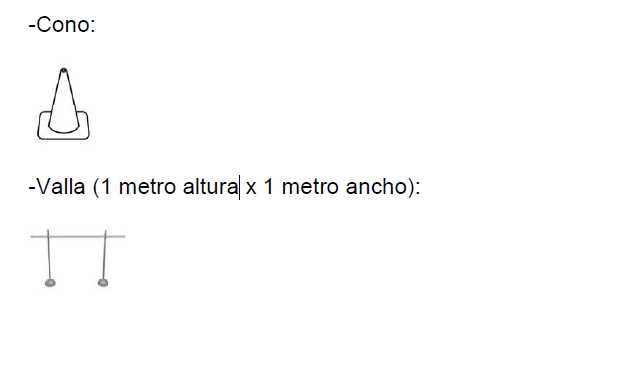 -Cono:
-Valla (1 metro altura x 1 metro ancho):